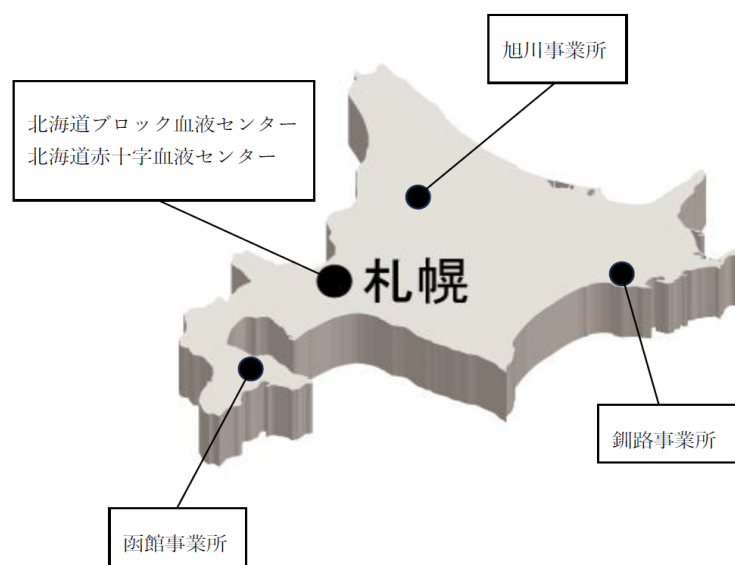 旭川事業所
北海道ブロック血液センター
北海道赤十字血液センター
札幌
釧路事業所
函館事業所